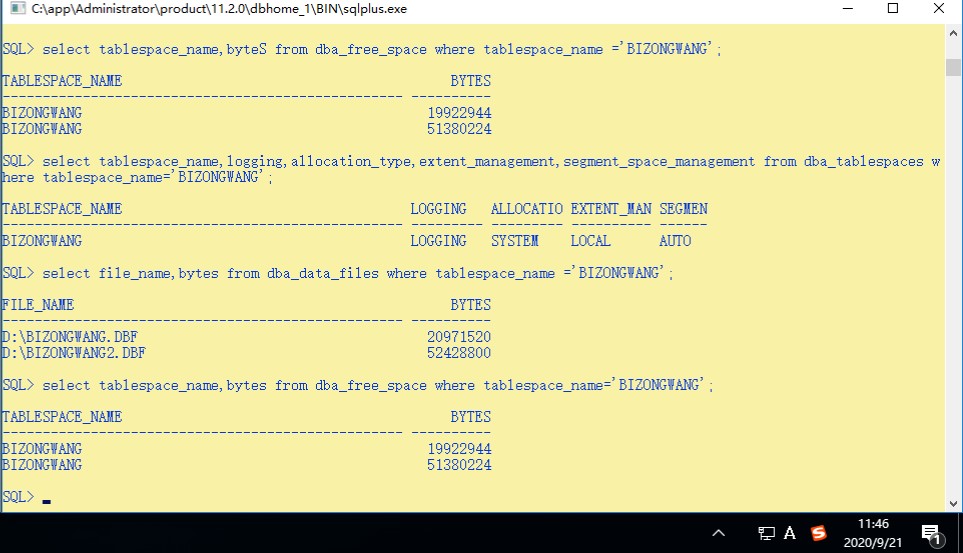 C:\app\Administrator\product\11.2.0\dbhome_1\BIN\sqlplus.exe
SQL> select tablespace_name,byteS from dba_free_space where tablespace_name ='BIZONGWANG';
TABLESPACE_NAME BYTES
-------------------------------------------------- ----------
BIZONGWANG 19922944
BIZONGWANG 51380224
SQL> select tablespace_name,logging,allocation_type,extent_management,segment_space_management from dba_tablespaces w
here tablespace_name='BIZONGWANG';
TABLESPACE_NAME LOGGING ALLOCATIO EXTENT_MAN SEGMEN
-------------------------------------------------- --------- --------- ---------- ------
BIZONGWANG LOGGING SYSTEM LOCAL AUTO
SQL> select file_name,bytes from dba_data_files where tablespace_name ='BIZONGWANG';
FILE_NAME BYTES
-------------------------------------------------- ----------
D:\BIZONGWANG.DBF 20971520
D:\BIZONGWANG2.DBF 52428800
SQL> select tablespace_name,bytes from dba_free_space where tablespace_name='BIZONGWANG';
TABLESPACE_NAME BYTES
-------------------------------------------------- ----------
BIZONGWANG 19922944
BIZONGWANG 51380224
SQL>
A S 11:46
2020/9/21 1